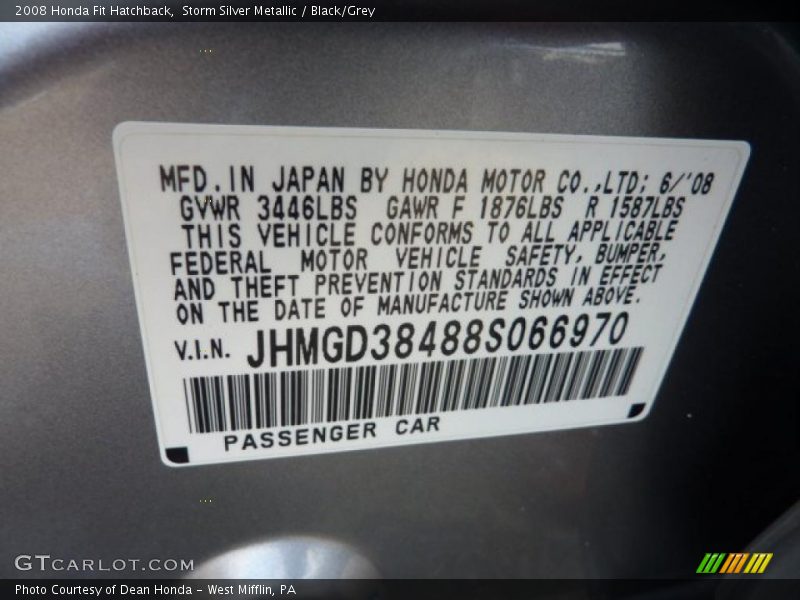 2008 Honda Fit Hatchback,  Storm Silver Metallic / Black/Grey
MFD.IN JAPAN BY HONDA MOTOR CO.,LTD; 6/'08
GVWR 3446LBS GAWR F 1876LBS R 1587LBS
THIS VEHICLE CONFORMS TO ALL APPLICABLE
FEDERAL MOTOR VEHICLE SAFETY, BUMPER,
AND THEFT PREVENTION STANDARDS IN EFFECT
ON THE DATE OF MANUFACTURE SHOWN ABOVE.
V.I.N. JHMGD38488S066970
PASSENGER CAR
GTCARLOT.COM
Photo Courtesy of Dean Honda - West Mifflin, PA